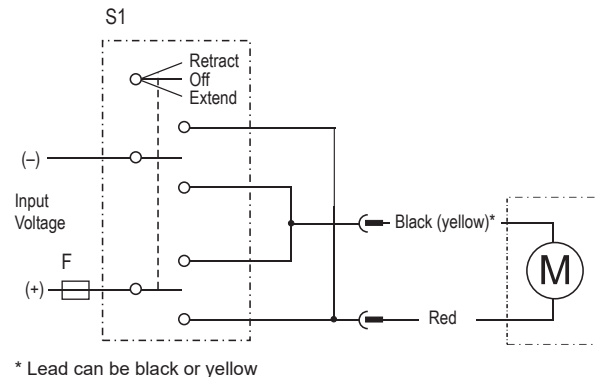 S1
Retract
Off
Extend
(–)
Input
Voltage
F
(+)
Black (yellow)*
M
Red
* Lead can be black or yellow